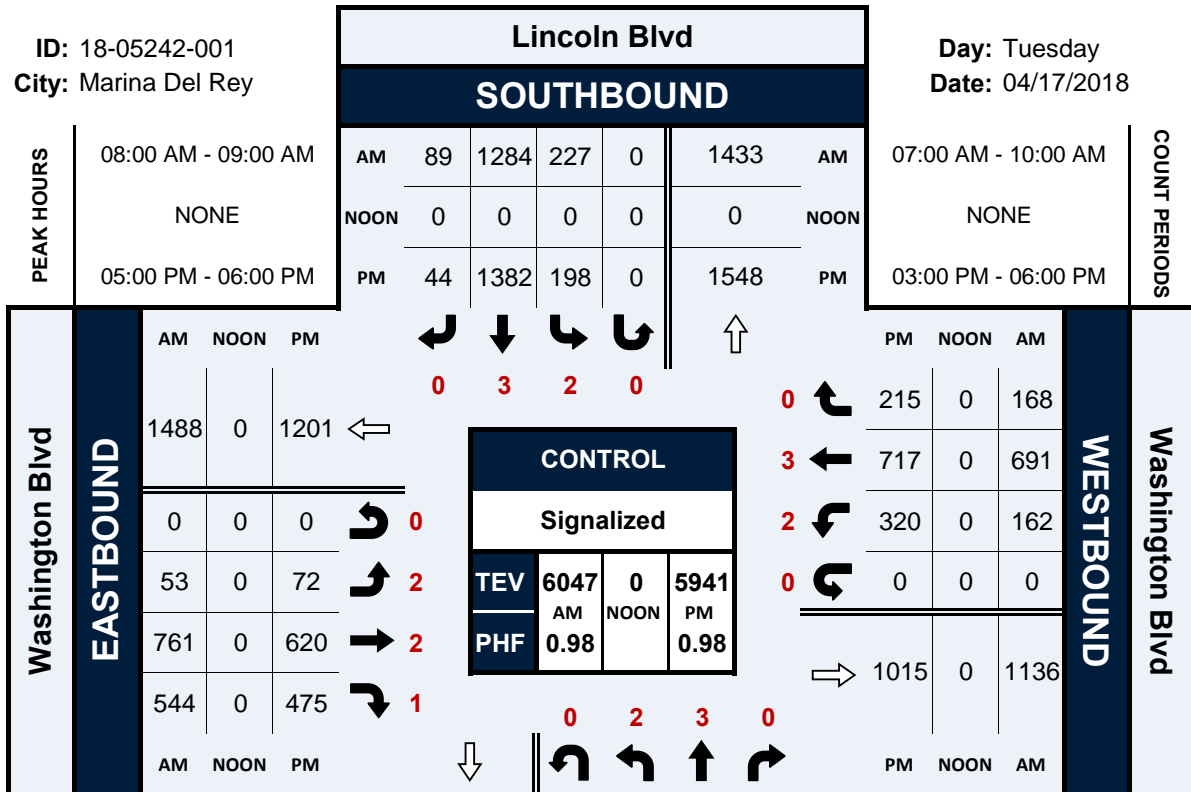 Lincoln Blvd
ID: 18-05242-001
Day: Tuesday
City: Marina Del Rey
Date: 04/17/2018
SOUTHBOUND
PEAK HOURS
08:00 AM - 09:00 AM
NONE
05:00 PM - 06:00 PM
AM 89 1284 227 0 1433 AM
NOON 0 0 0 0 0 NOON
PM 44 1382 198 0 1548 PM
07:00 AM - 10:00 AM
NONE
03:00 PM - 06:00 PM
COUNT PERIODS
0 3 2 0
Washington Blvd
EASTBOUND
AM NOON PM
1488 0 1201
0 0 0 0
53 0 72 2
761 0 620 2
544 0 475 1
AM NOON PM
CONTROL
Signalized
TEV 6047 0 5941
AM NOON PM
PHF 0.98 0.98
PM NOON AM
0 215 0 168
3 717 0 691
2 320 0 162
0 0 0 0
1015 0 1136
PM NOON AM
WESTBOUND
Washington Blvd
0 2 3 0